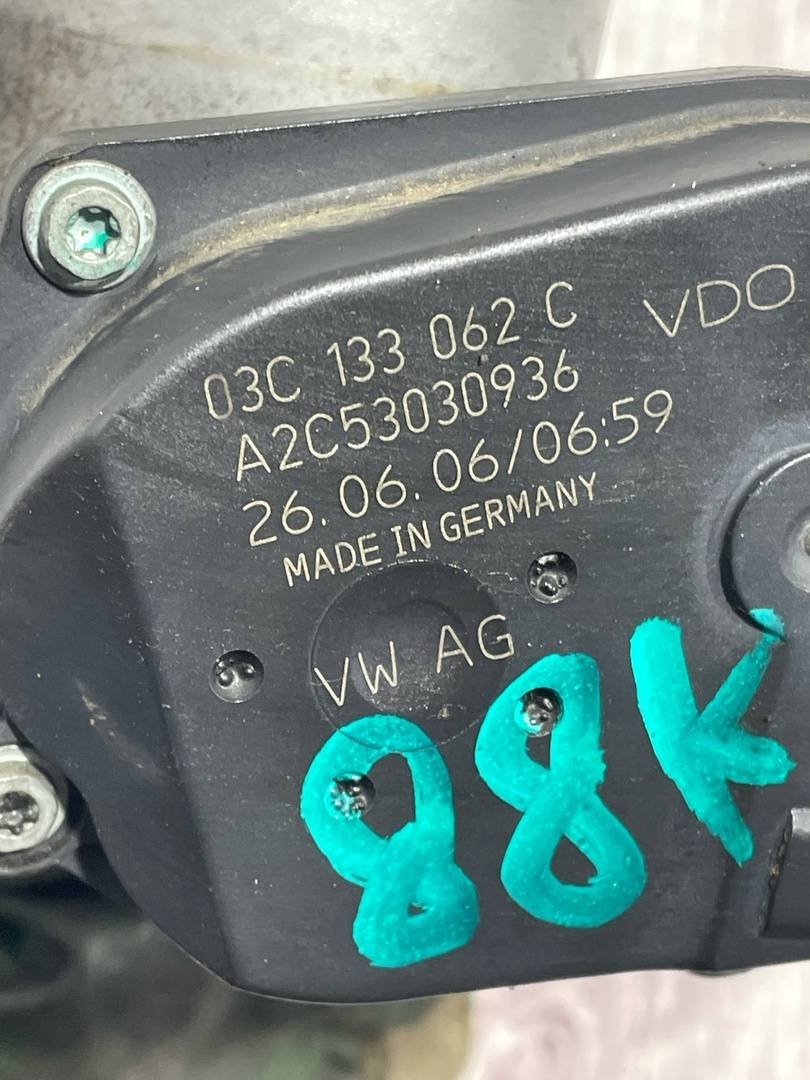 03C 133 062 C VDO
A2C53030936
26.06.06/06:59
MADE IN GERMANY
VW AG
88K